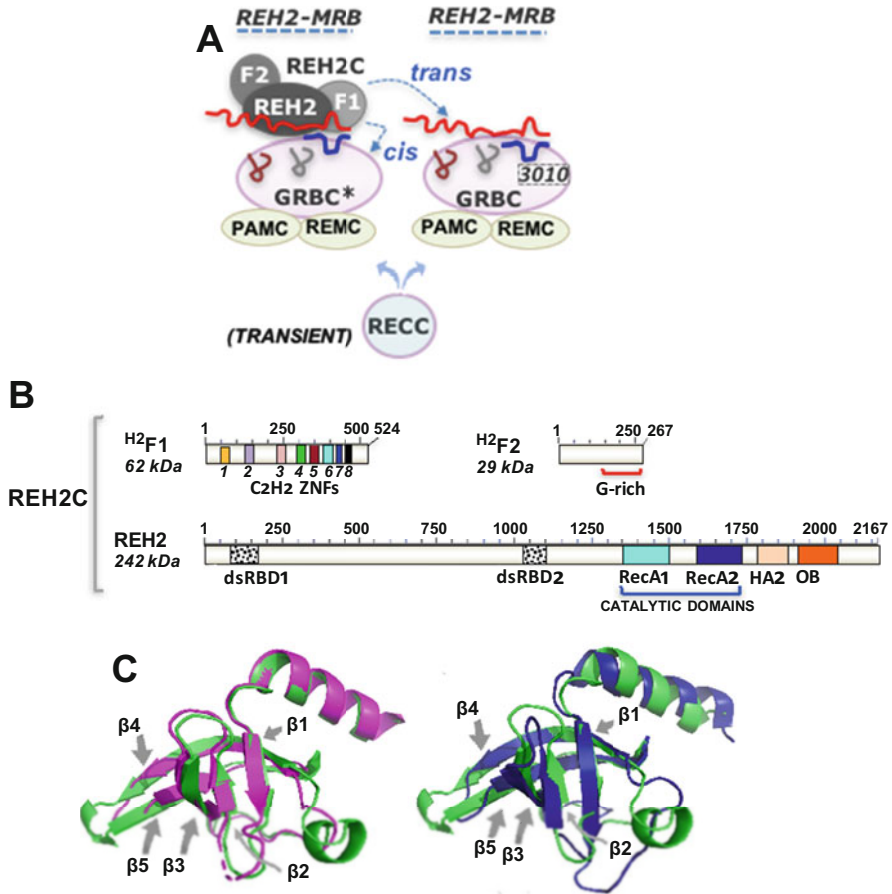 A
REH2-MRB REH2-MRB
F2 REH2C
REH2 F1
trans
cis
3010
GRBC* GRBC
PAMC REMC PAMC REMC
(TRANSIENT) RECC
B
REH2C
1 250 500 524
H2F1
62 kDa
1 2 3 4 5 6 7 8
C2H2 ZNFs
1 250 267
H2F2
29 kDa
G-rich
1 250 500 750 1000 1250 1500 1750 2000 2167
REH2
242 kDa
dsRBD1 dsRBD2 RecA1 RecA2 HA2 OB
CATALYTIC DOMAINS
C
β4 β1
β5 β3 β2
β4 β1
β5 β3 β2